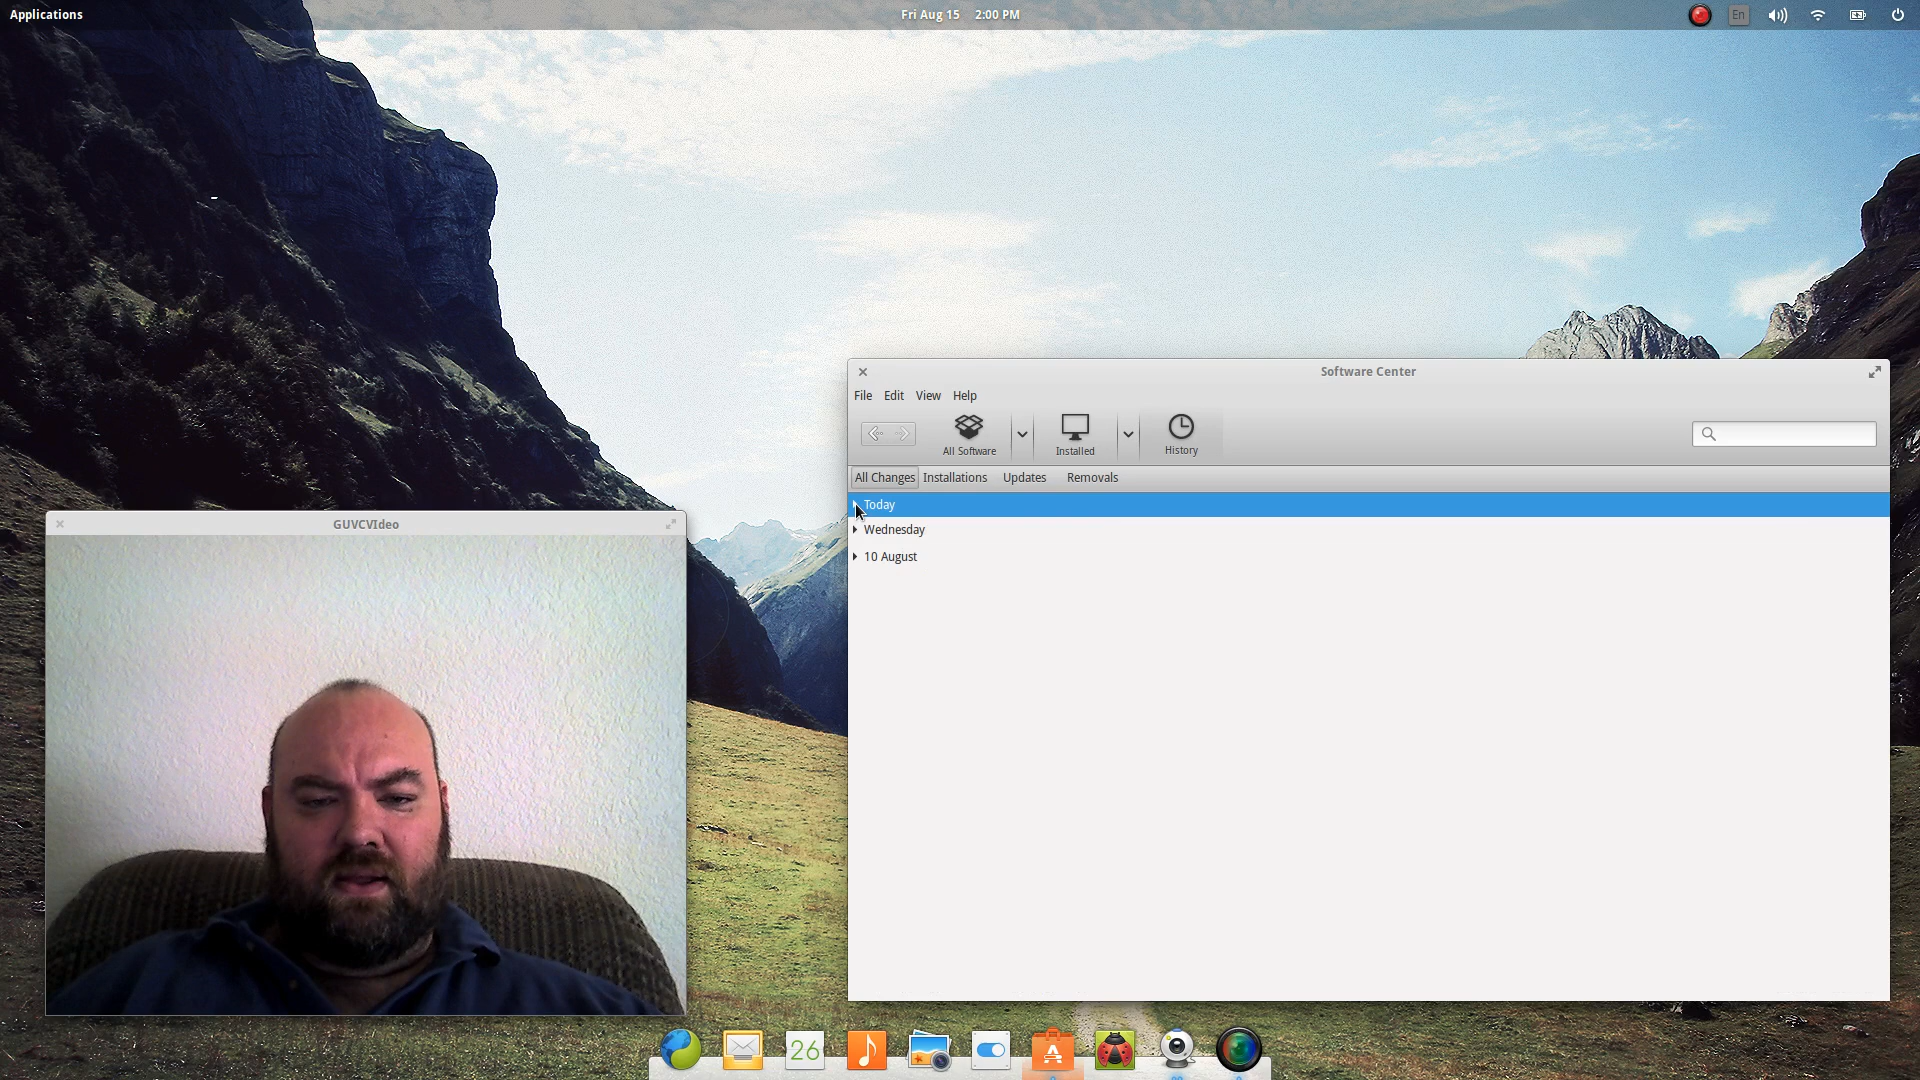 Applications
Fri Aug 15 2:00 PM
En
Software Center
File Edit View Help
All Software
Installed
History
All Changes Installations Updates Removals
Today
Wednesday
10 August
GUVCVIdeo
26